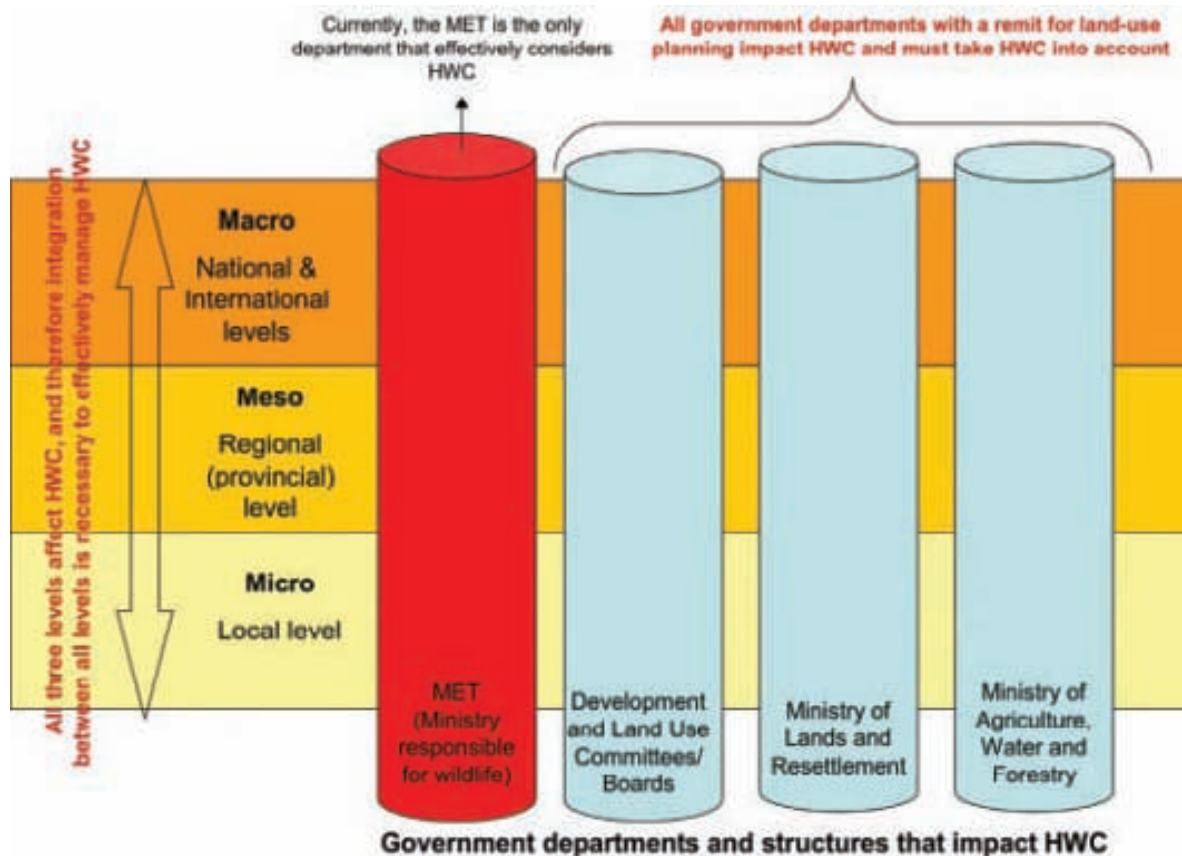 Currently, the MET is the only
department that effectively considers
HWC
All government departments with a remit for land-use
planning impact HWC and must take HWC into account
All three levels affect HWC, and therefore integration
between all levels is necessary to effectively manage HWC
Macro
National &
International
levels
Meso
Regional
(provincial)
level
Micro
Local level
MET
(Ministry
responsible
for wildlife)
Development
and Land Use
Committees/
Boards
Ministry of
Lands and
Resettlement
Ministry of
Agriculture,
Water and
Forestry
Government departments and structures that impact HWC